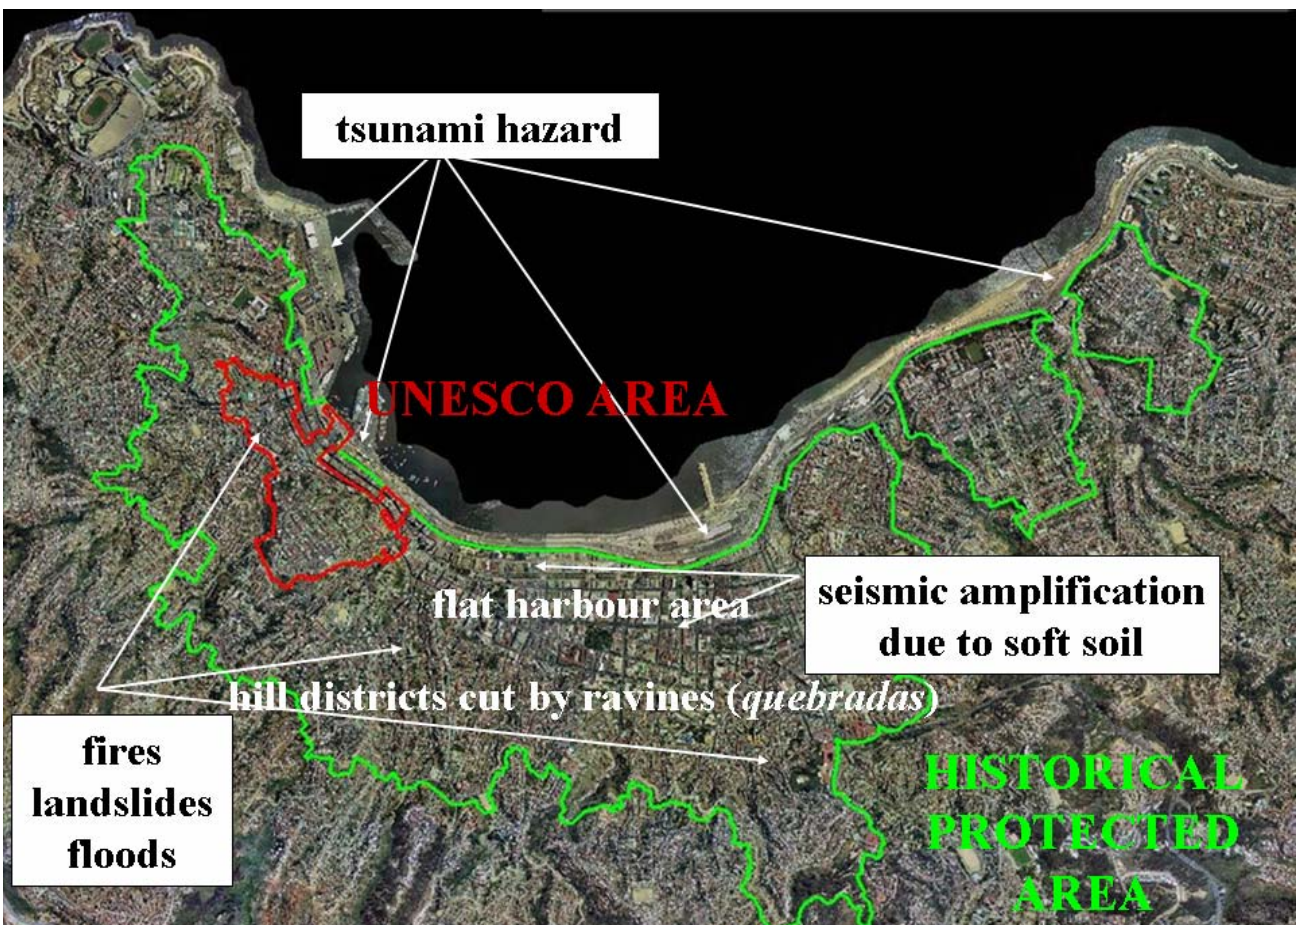 tsunami hazard
UNESCO AREA
flat harbour area
seismic amplification
due to soft soil
hill districts cut by ravines (quebradas)
fires
landslides
floods
HISTORICAL
PROTECTED
AREA